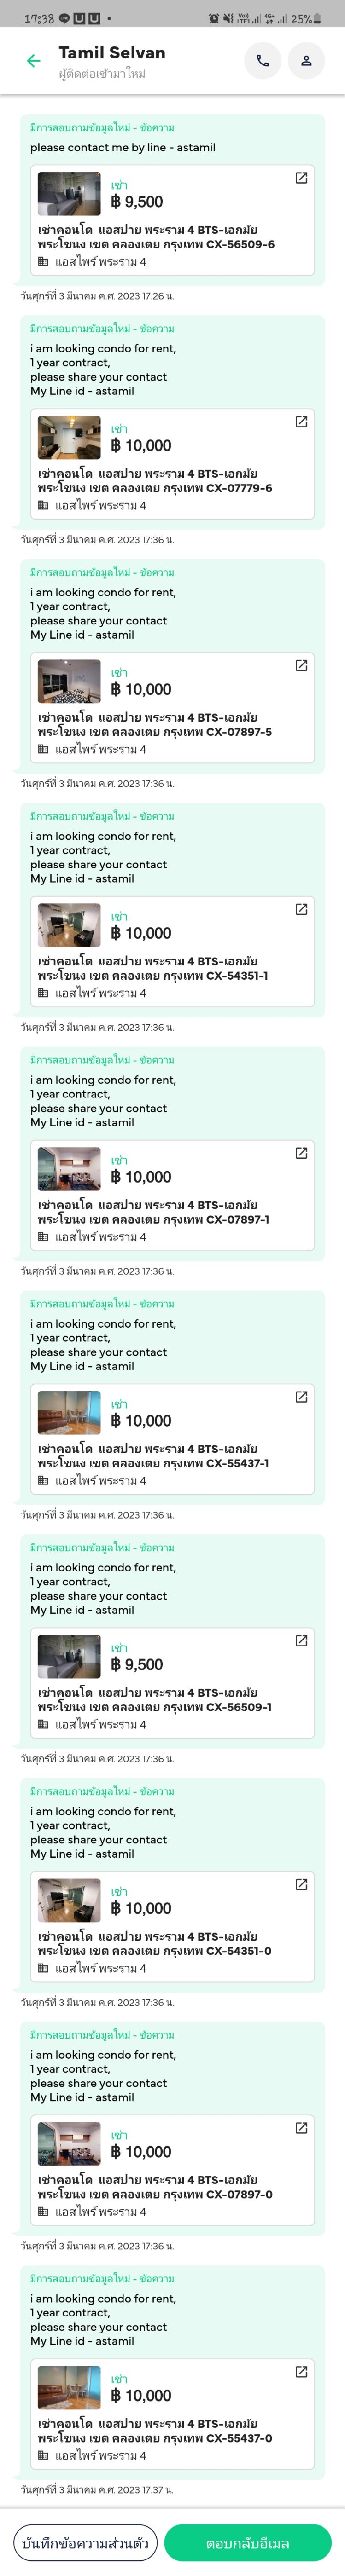 17:38
VoO
LTE1
4G+
25%
Tamil Selvan
ผู้ติดต่อเข้ามาใหม่
มีการสอบถามข้อมูลใหม่ - ข้อความ
please contact me by line - astamil
เช่า
฿ 9,500
เช่าคอนโด แอสปาย พระราม 4 BTS-เอกมัย
พระโขนง เขต คลองเตย กรุงเทพ CX-56509-6
แอสไพร์ พระราม 4
วันศุกร์ที่ 3 มีนาคม ค.ศ. 2023 17:26 น.
มีการสอบถามข้อมูลใหม่ - ข้อความ
i am looking condo for rent,
1 year contract,
please share your contact
My Line id - astamil
เช่า
฿ 10,000
เช่าคอนโด แอสปาย พระราม 4 BTS-เอกมัย
พระโขนง เขต คลองเตย กรุงเทพ CX-07779-6
แอสไพร์ พระราม 4
วันศุกร์ที่ 3 มีนาคม ค.ศ. 2023 17:36 น.
มีการสอบถามข้อมูลใหม่ - ข้อความ
i am looking condo for rent,
1 year contract,
please share your contact
My Line id - astamil
เช่า
฿ 10,000
เช่าคอนโด แอสปาย พระราม 4 BTS-เอกมัย
พระโขนง เขต คลองเตย กรุงเทพ CX-07897-5
แอสไพร์ พระราม 4
วันศุกร์ที่ 3 มีนาคม ค.ศ. 2023 17:36 น.
มีการสอบถามข้อมูลใหม่ - ข้อความ
i am looking condo for rent,
1 year contract,
please share your contact
My Line id - astamil
เช่า
฿ 10,000
เช่าคอนโด แอสปาย พระราม 4 BTS-เอกมัย
พระโขนง เขต คลองเตย กรุงเทพ CX-54351-1
แอสไพร์ พระราม 4
วันศุกร์ที่ 3 มีนาคม ค.ศ. 2023 17:36 น.
มีการสอบถามข้อมูลใหม่ - ข้อความ
i am looking condo for rent,
1 year contract,
please share your contact
My Line id - astamil
เช่า
฿ 10,000
เช่าคอนโด แอสปาย พระราม 4 BTS-เอกมัย
พระโขนง เขต คลองเตย กรุงเทพ CX-07897-1
แอสไพร์ พระราม 4
วันศุกร์ที่ 3 มีนาคม ค.ศ. 2023 17:36 น.
มีการสอบถามข้อมูลใหม่ - ข้อความ
i am looking condo for rent,
1 year contract,
please share your contact
My Line id - astamil
เช่า
฿ 10,000
เช่าคอนโด แอสปาย พระราม 4 BTS-เอกมัย
พระโขนง เขต คลองเตย กรุงเทพ CX-55437-1
แอสไพร์ พระราม 4
วันศุกร์ที่ 3 มีนาคม ค.ศ. 2023 17:36 น.
มีการสอบถามข้อมูลใหม่ - ข้อความ
i am looking condo for rent,
1 year contract,
please share your contact
My Line id - astamil
เช่า
฿ 9,500
เช่าคอนโด แอสปาย พระราม 4 BTS-เอกมัย
พระโขนง เขต คลองเตย กรุงเทพ CX-56509-1
แอสไพร์ พระราม 4
วันศุกร์ที่ 3 มีนาคม ค.ศ. 2023 17:36 น.
มีการสอบถามข้อมูลใหม่ - ข้อความ
i am looking condo for rent,
1 year contract,
please share your contact
My Line id - astamil
เช่า
฿ 10,000
เช่าคอนโด แอสปาย พระราม 4 BTS-เอกมัย
พระโขนง เขต คลองเตย กรุงเทพ CX-54351-0
แอสไพร์ พระราม 4
วันศุกร์ที่ 3 มีนาคม ค.ศ. 2023 17:36 น.
มีการสอบถามข้อมูลใหม่ - ข้อความ
i am looking condo for rent,
1 year contract,
please share your contact
My Line id - astamil
เช่า
฿ 10,000
เช่าคอนโด แอสปาย พระราม 4 BTS-เอกมัย
พระโขนง เขต คลองเตย กรุงเทพ CX-07897-0
แอสไพร์ พระราม 4
วันศุกร์ที่ 3 มีนาคม ค.ศ. 2023 17:36 น.
มีการสอบถามข้อมูลใหม่ - ข้อความ
i am looking condo for rent,
1 year contract,
please share your contact
My Line id - astamil
เช่า
฿ 10,000
เช่าคอนโด แอสปาย พระราม 4 BTS-เอกมัย
พระโขนง เขต คลองเตย กรุงเทพ CX-55437-0
แอสไพร์ พระราม 4
วันศุกร์ที่ 3 มีนาคม ค.ศ. 2023 17:37 น.
บันทึกข้อความส่วนตัว
ตอบกลับอีเมล